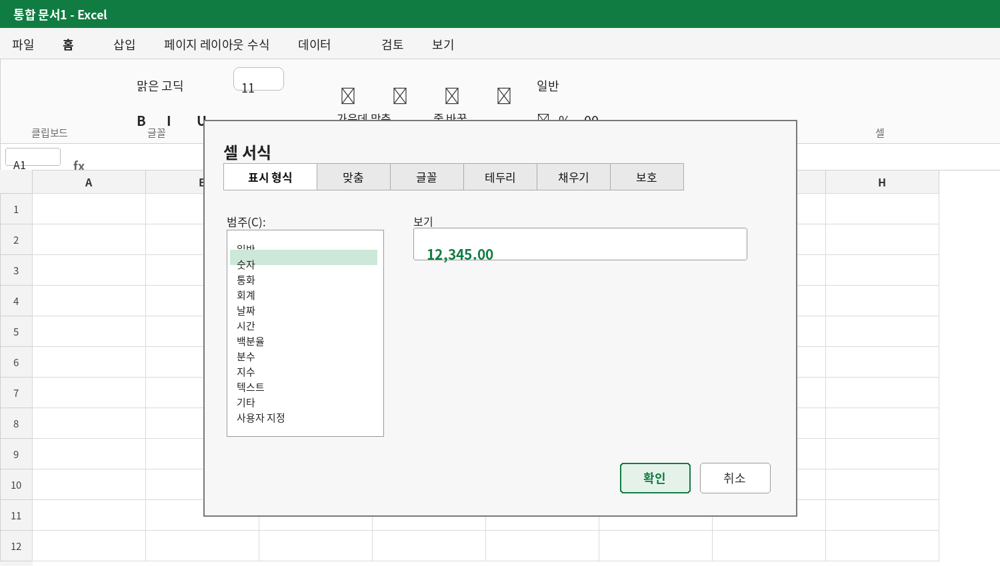 통합 문서1 - Excel
파일 홈 삽입 페이지 레이아웃 수식 데이터 검토 보기
맑은 고딕 11 일반
B I U 가운데 맞춤 줄 바꿈 % .00
클립보드 글꼴 셀
A1 fx
셀 서식
표시 형식 맞춤 글꼴 테두리 채우기 보호
A B H
범주(C): 보기
일반
12,345.00
숫자
통화
회계
날짜
시간
백분율
분수
지수
텍스트
기타
사용자 지정
확인 취소
1
2
3
4
5
6
7
8
9
10
11
12